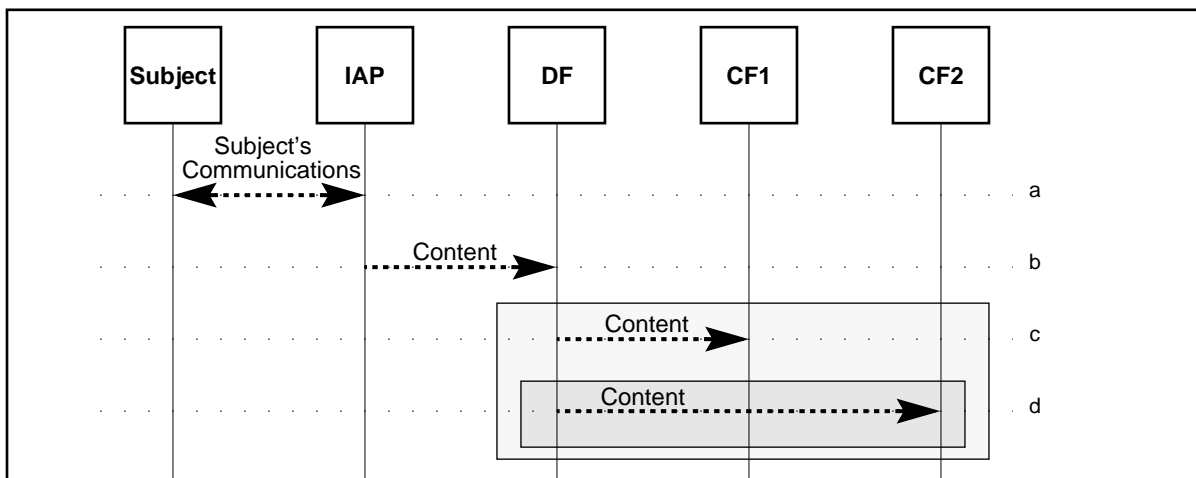 Subject
IAP
DF
CF1
CF2
Subject's
Communications
a
Content
b
Content
c
Content
d